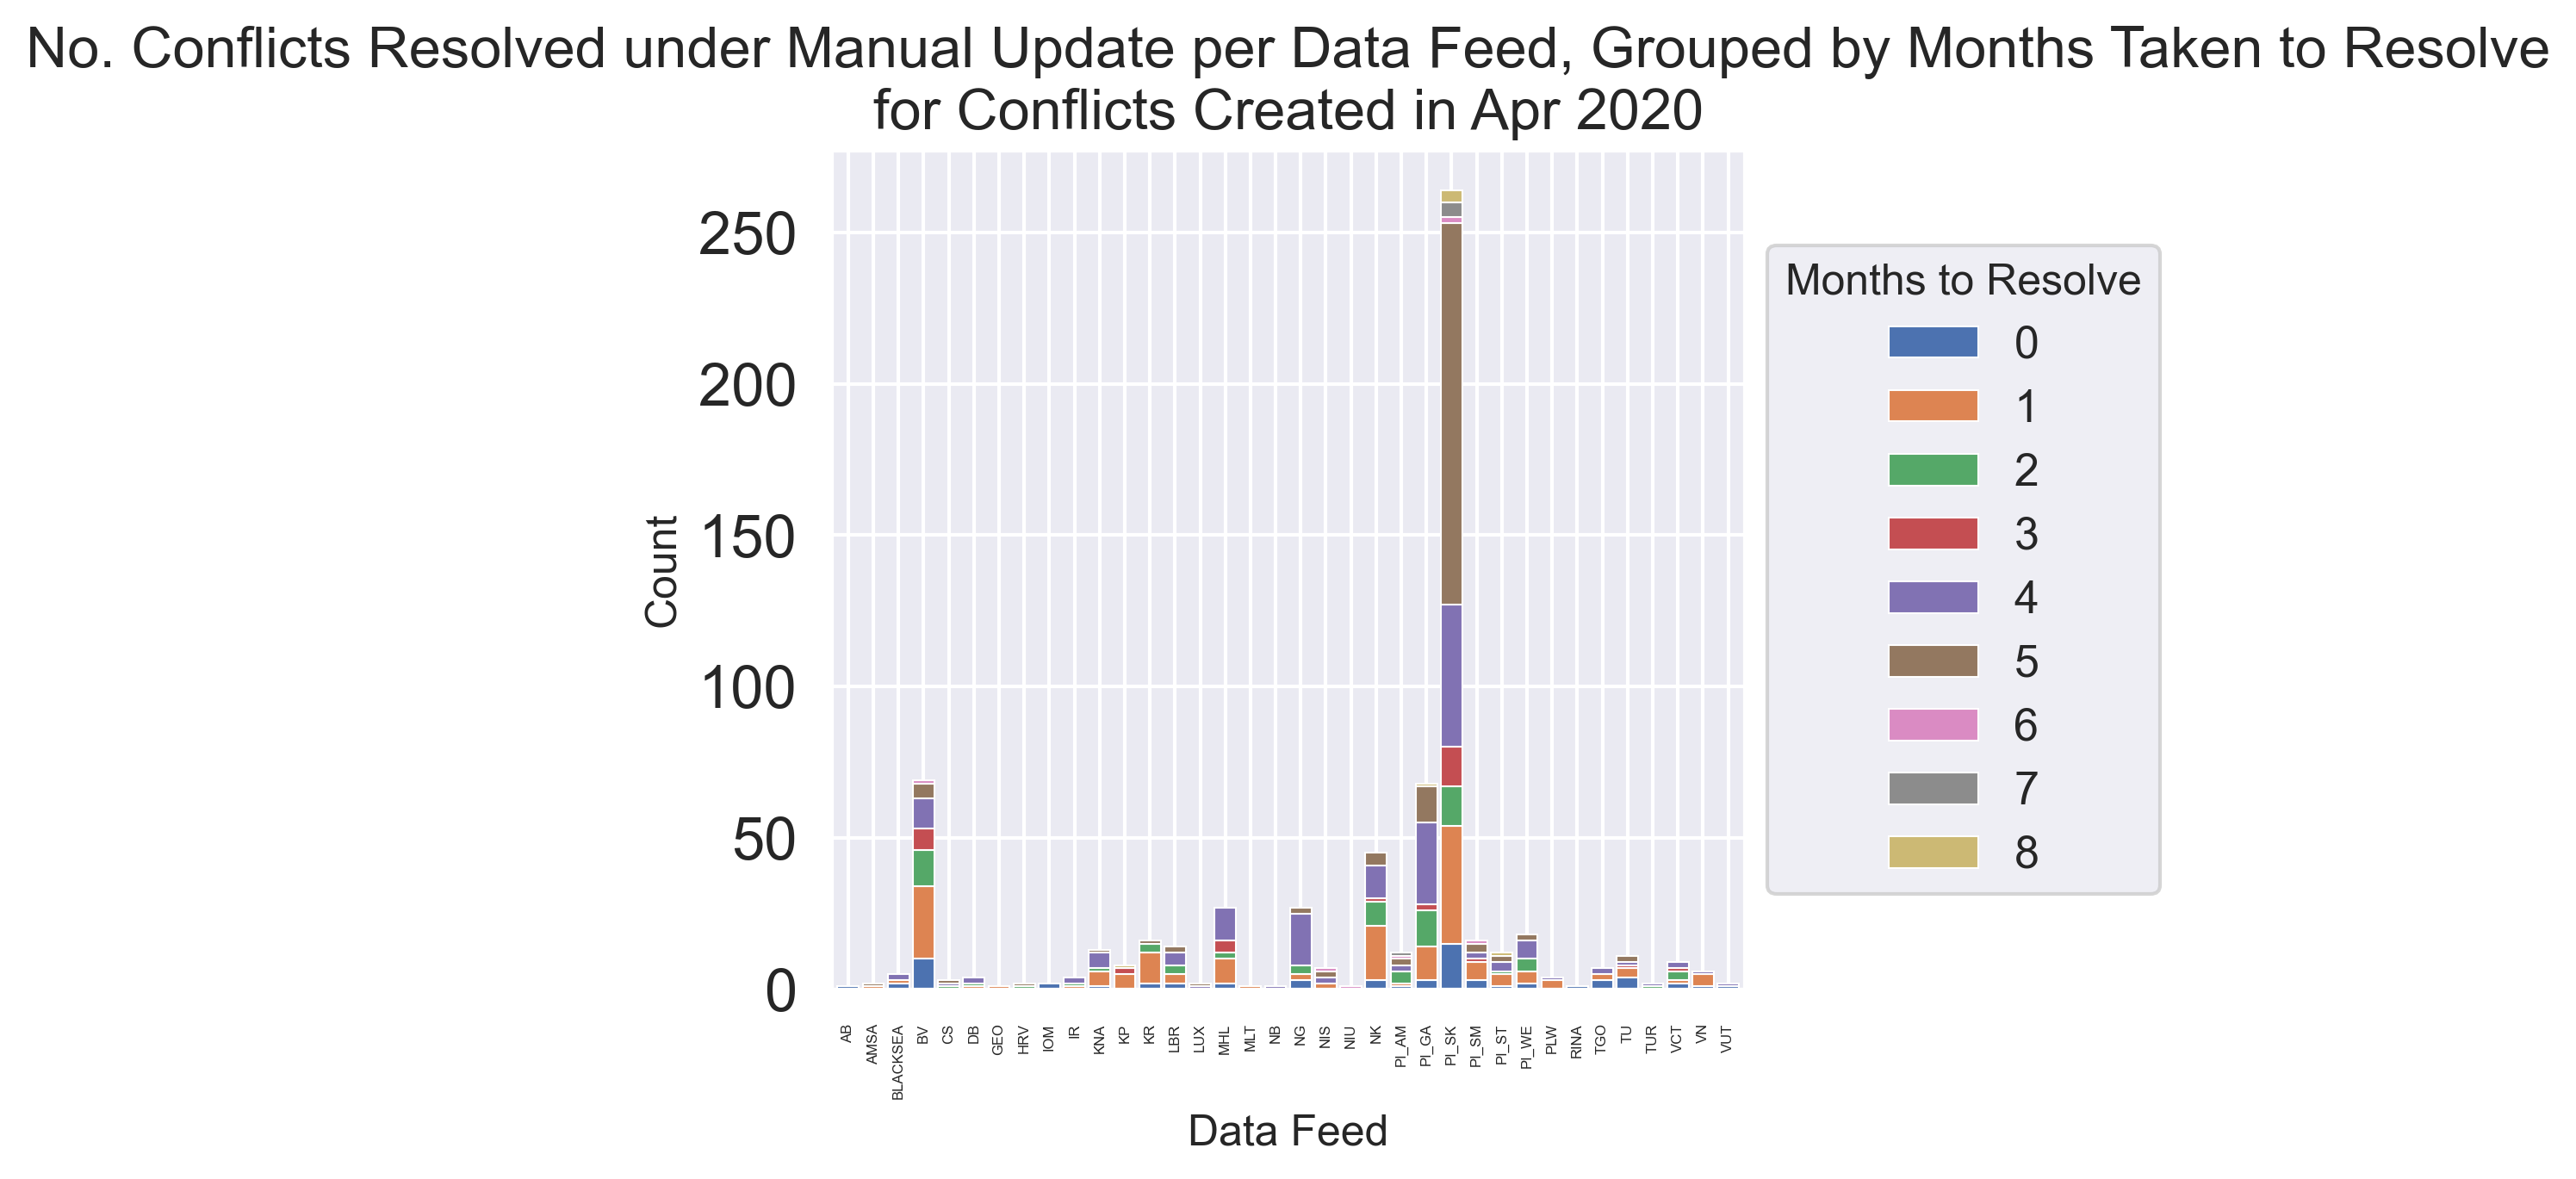 No. Conflicts Resolved under Manual Update per Data Feed, Grouped by Months Taken to Resolve
for Conflicts Created in Apr 2020
250
200
150
100
50
0
Count
AB
AMSA
BLACKSEA
BV
CS
DB
GEO
HRV
IOM
IR
KNA
KP
KR
LBR
LUX
MHL
MLT
NB
NG
NIS
NIU
NK
PI_AM
PI_GA
PI_SK
PI_SM
PI_ST
PI_WE
PLW
RINA
TGO
TU
TUR
VCT
VN
VUT
Data Feed
Months to Resolve
0
1
2
3
4
5
6
7
8